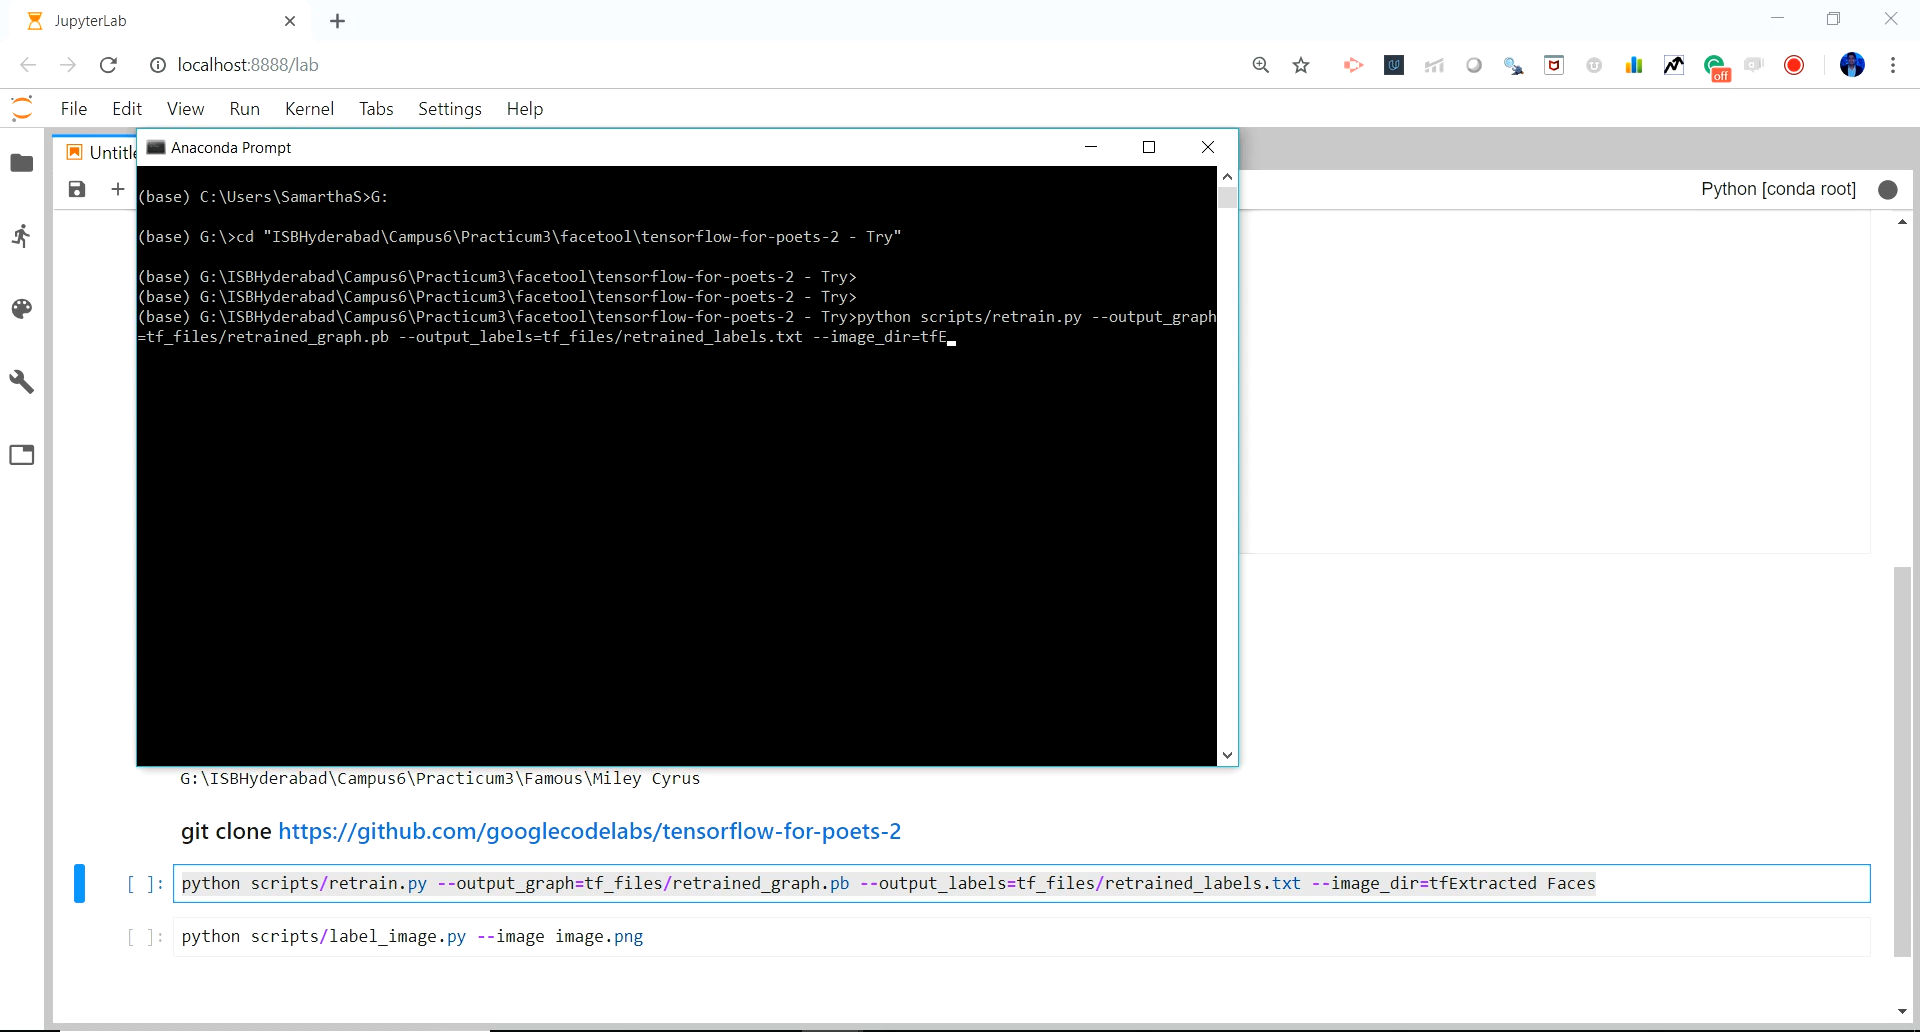 JupyterLab
localhost:8888/lab
off
File Edit View Run Kernel Tabs Settings Help
Untitle
Anaconda Prompt
Python [conda root]
(base) C:\Users\SamarthaS>G:
(base) G:\>cd "ISBHyderabad\Campus6\Practicum3\facetool\tensorflow-for-poets-2 - Try"
(base) G:\ISBHyderabad\Campus6\Practicum3\facetool\tensorflow-for-poets-2 - Try>
(base) G:\ISBHyderabad\Campus6\Practicum3\facetool\tensorflow-for-poets-2 - Try>
(base) G:\ISBHyderabad\Campus6\Practicum3\facetool\tensorflow-for-poets-2 - Try>python scripts/retrain.py --output_graph
=tf_files/retrained_graph.pb --output_labels=tf_files/retrained_labels.txt --image_dir=tfE
G:\ISBHyderabad\Campus6\Practicum3\Famous\Miley Cyrus
git clone https://github.com/googlecodelabs/tensorflow-for-poets-2
[ ]: python scripts/retrain.py --output_graph=tf_files/retrained_graph.pb --output_labels=tf_files/retrained_labels.txt --image_dir=tfExtracted Faces
[ ]: python scripts/label_image.py --image image.png